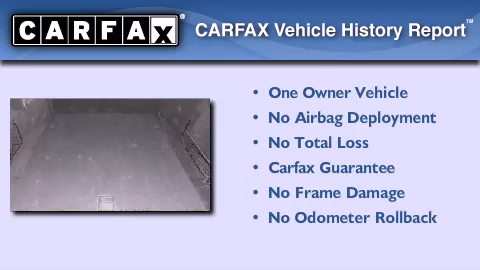 CARFAX® CARFAX Vehicle History Report™
• One Owner Vehicle
• No Airbag Deployment
• No Total Loss
• Carfax Guarantee
• No Frame Damage
• No Odometer Rollback